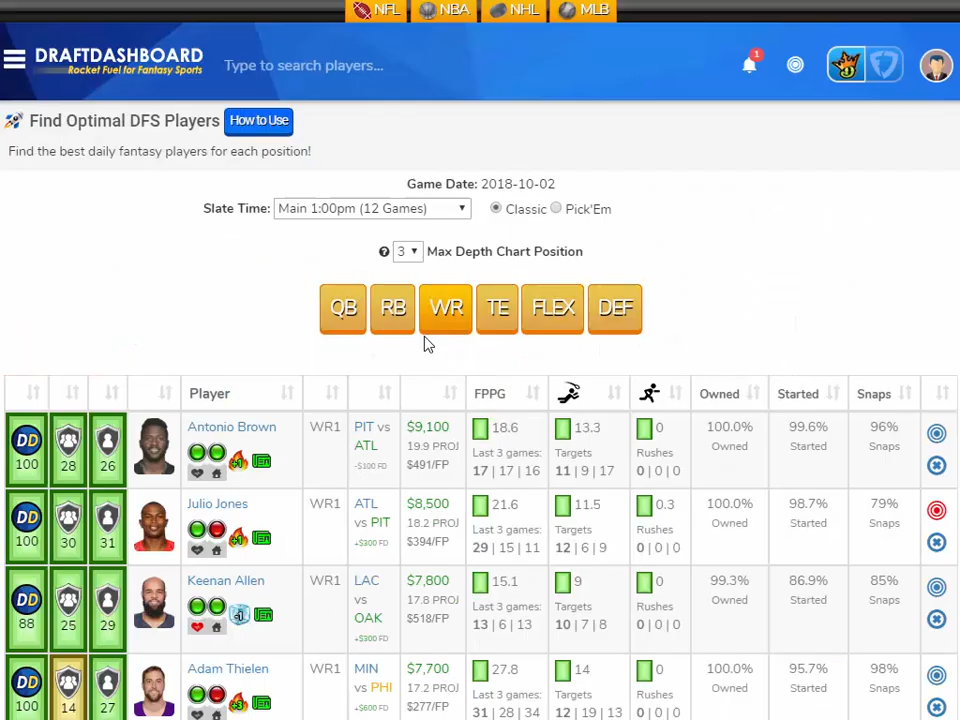 NFL NBA NHL MLB
DRAFTDASHBOARD
Rocket Fuel for Fantasy Sports
Type to search players...
1
Find Optimal DFS Players How to Use
Find the best daily fantasy players for each position!
Game Date: 2018-10-02
Slate Time: Main 1:00pm (12 Games) Classic Pick'Em
3 Max Depth Chart Position
QB RB WR TE FLEX DEF
Player FPPG Owned Started Snaps
DD 100 28 26 Antonio Brown WR1 PIT vs ATL -$100 FD $9,100 19.9 PROJ $491/FP 18.6 Last 3 games: 17 | 17 | 16 13.3 Targets 11 | 9 | 17 0 Rushes 0 | 0 | 0 100.0% Owned 99.6% Started 96% Snaps
+1
DD 100 30 31 Julio Jones WR1 ATL vs PIT +$300 FD $8,500 18.2 PROJ $394/FP 21.6 Last 3 games: 29 | 15 | 11 11.5 Targets 12 | 6 | 9 0.3 Rushes 0 | 0 | 0 100.0% Owned 98.7% Started 79% Snaps
+1
DD 88 25 29 Keenan Allen WR1 LAC vs OAK +$300 FD $7,800 17.8 PROJ $518/FP 15.1 Last 3 games: 13 | 6 | 13 9 Targets 10 | 7 | 8 0 Rushes 0 | 0 | 0 99.3% Owned 86.9% Started 85% Snaps
-1
DD 100 14 27 Adam Thielen WR1 MIN vs PHI +$600 FD $7,700 17.2 PROJ $277/FP 27.8 Last 3 games: 31 | 28 | 34 14 Targets 12 | 19 | 13 0 Rushes 0 | 0 | 0 100.0% Owned 95.7% Started 98% Snaps